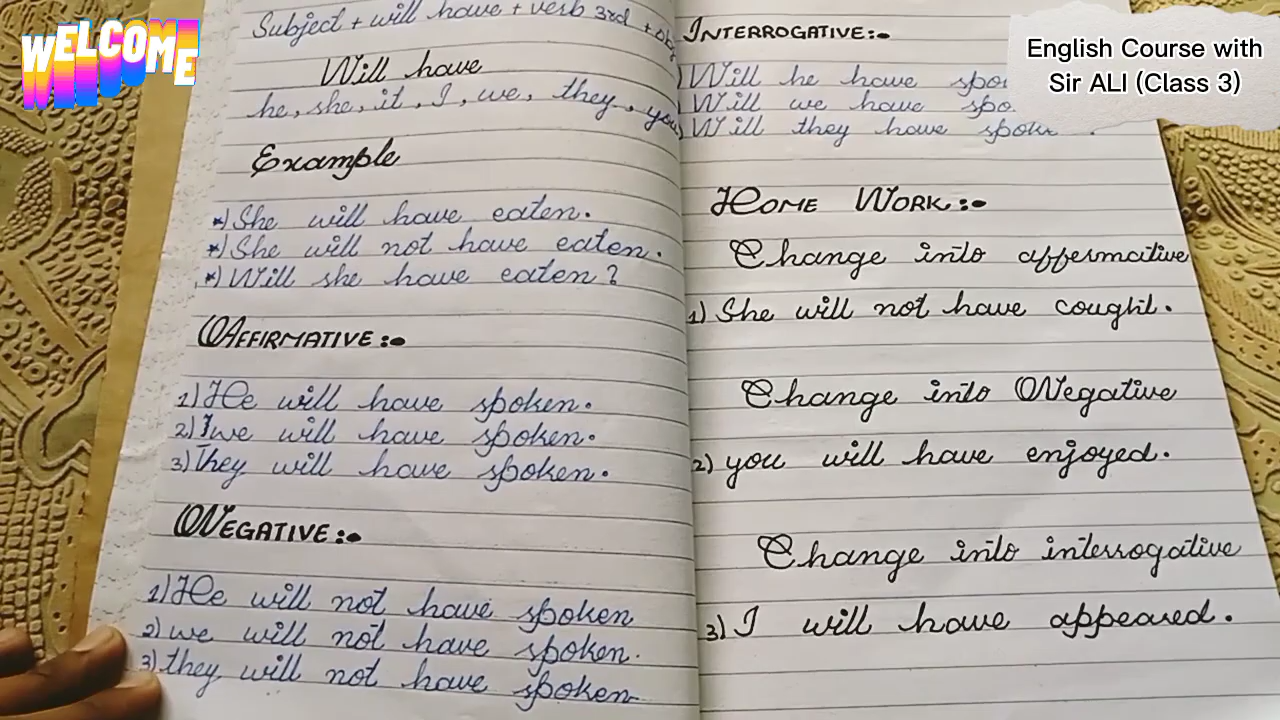 WELCOME
English Course with
Sir ALI (Class 3)
Subject + will have + verb 3rd +
Will have
he, she, it, I, we, they, you
Example
*) She will have eaten.
*) She will not have eaten.
*) Will she have eaten?
AFFIRMATIVE :-
1) He will have spoken.
2) we will have spoken.
3) They will have spoken.
NEGATIVE :-
1) He will not have spoken
2) we will not have spoken.
3) they will not have spoken
INTERROGATIVE :-
) Will he have
) Will we have
) Will they have
HOME WORK :-
Change into affermative
1) She will not have cought.
Change into Negative
2) you will have enjoyed.
Change into interrogative
3) I will have appeared.